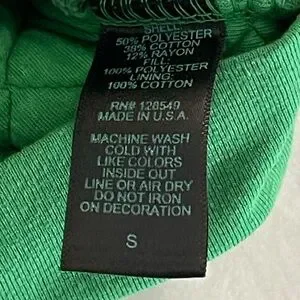 SHELL:
50% POLYESTER
38% COTTON
12% RAYON
FILL:
100% POLYESTER
LINING:
100% COTTON
RN# 128549
MADE IN U.S.A.
MACHINE WASH
COLD WITH
LIKE COLORS
INSIDE OUT
LINE OR AIR DRY
DO NOT IRON
ON DECORATION
S